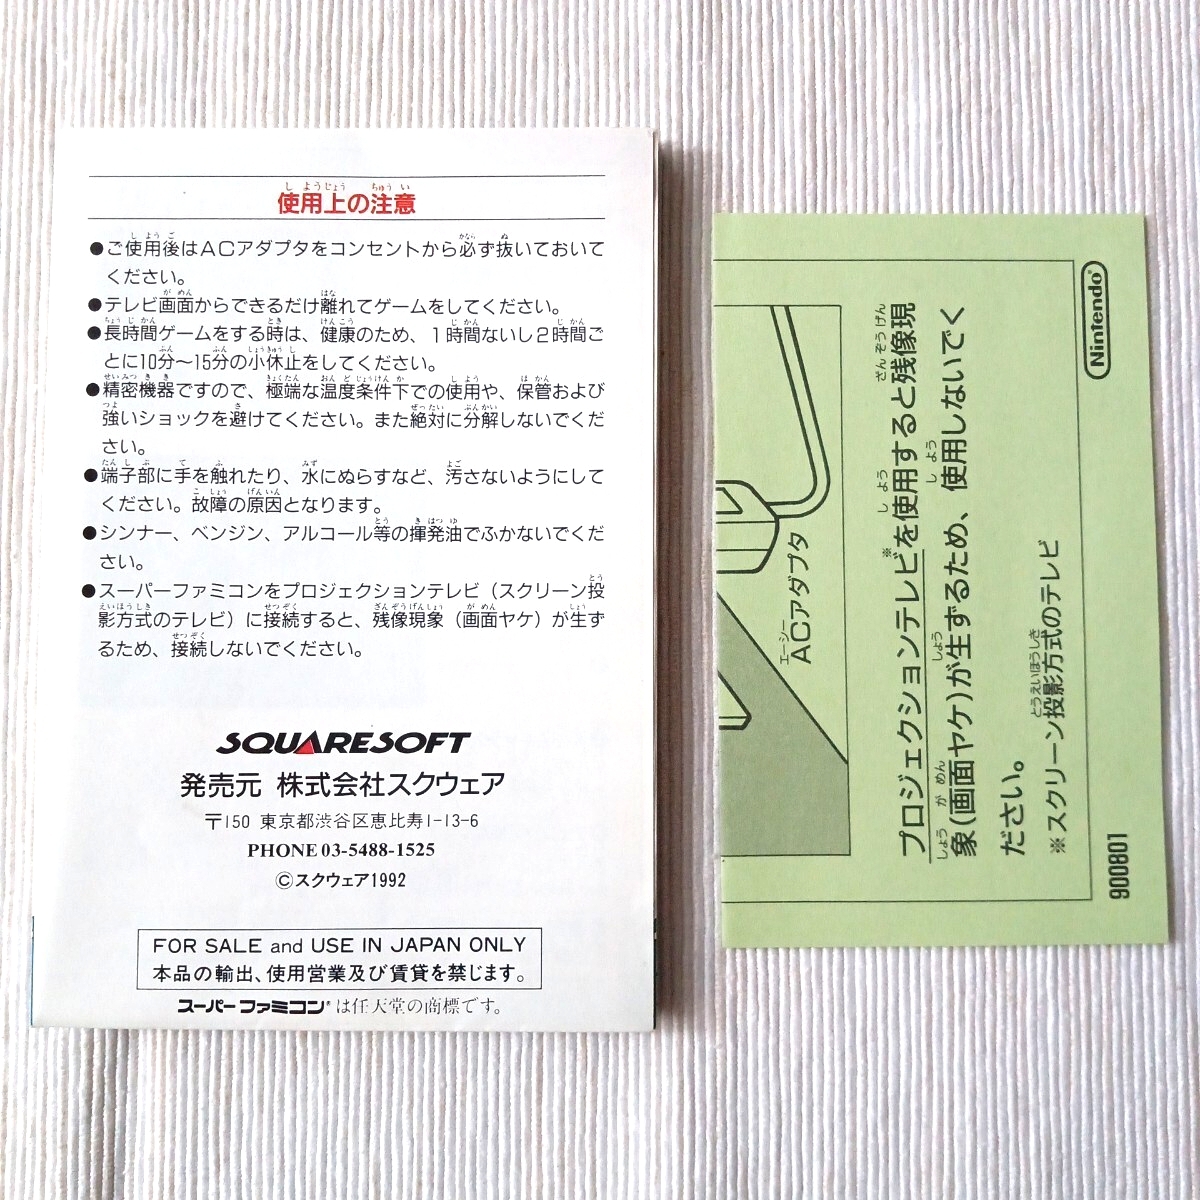 使用上の注意
●ご使用後はACアダプタをコンセントから必ず抜いておいて
ください。
●テレビ画面からできるだけ離れてゲームをしてください。
●長時間ゲームをする時は、健康のため、1時間ないし2時間ご
とに10分～15分の小休止をしてください。
●精密機器ですので、極端な温度条件下での使用や、保管および
強いショックを避けてください。また絶対に分解しないでくだ
さい。
●端子部に手を触れたり、水にぬらすなど、汚さないようにして
ください。故障の原因となります。
●シンナー、ベンジン、アルコール等の揮発油でふかないでくだ
さい。
●スーパーファミコンをプロジェクションテレビ（スクリーン投
影方式のテレビ）に接続すると、残像現象（画面ヤケ）が生ず
るため、接続しないでください。
SQUARESOFT
発売元 株式会社スクウェア
〒150 東京都渋谷区恵比寿1-13-6
PHONE 03-5488-1525
©スクウェア1992
FOR SALE and USE IN JAPAN ONLY
本品の輸出、使用営業及び賃貸を禁じます。
スーパーファミコン®は任天堂の商標です。
ACアダプタ
プロジェクションテレビ※を使用すると残像現
象(画面ヤケ)が生ずるため、使用しないでく
ださい。
※スクリーン投影方式のテレビ
Nintendo®
900801